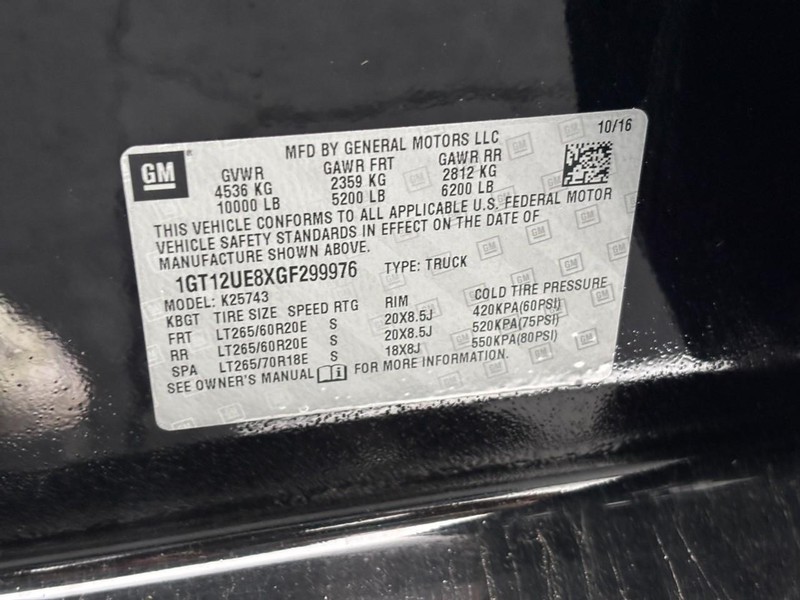 GM
MFD BY GENERAL MOTORS LLC
10/16
GVWR GAWR FRT GAWR RR
4536 KG 2359 KG 2812 KG
10000 LB 5200 LB 6200 LB
THIS VEHICLE CONFORMS TO ALL APPLICABLE U.S. FEDERAL MOTOR
VEHICLE SAFETY STANDARDS IN EFFECT ON THE DATE OF
MANUFACTURE SHOWN ABOVE.
1GT12UE8XGF299976 TYPE: TRUCK
MODEL: K25743
KBGT TIRE SIZE SPEED RTG RIM COLD TIRE PRESSURE
FRT LT265/60R20E S 20X8.5J 420KPA(60PSI)
RR LT265/60R20E S 20X8.5J 520KPA(75PSI)
SPA LT265/70R18E S 18X8J 550KPA(80PSI)
SEE OWNER'S MANUAL FOR MORE INFORMATION.